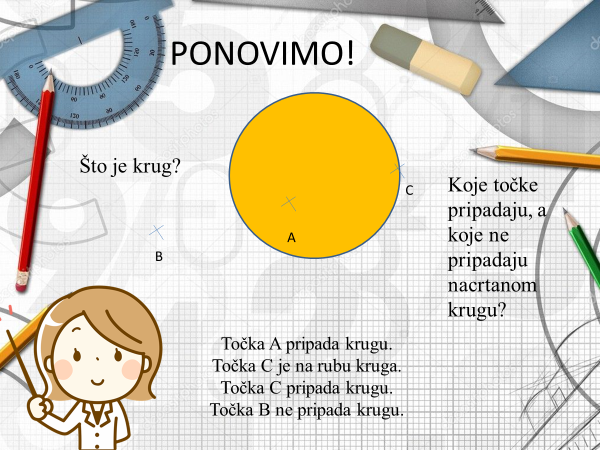 PONOVIMO!
Što je krug?
C
A
B
Koje točke
pripadaju, a
koje ne
pripadaju
nacrtanom
krugu?
Točka A pripada krugu.
Točka C je na rubu kruga.
Točka C pripada krugu.
Točka B ne pripada krugu.